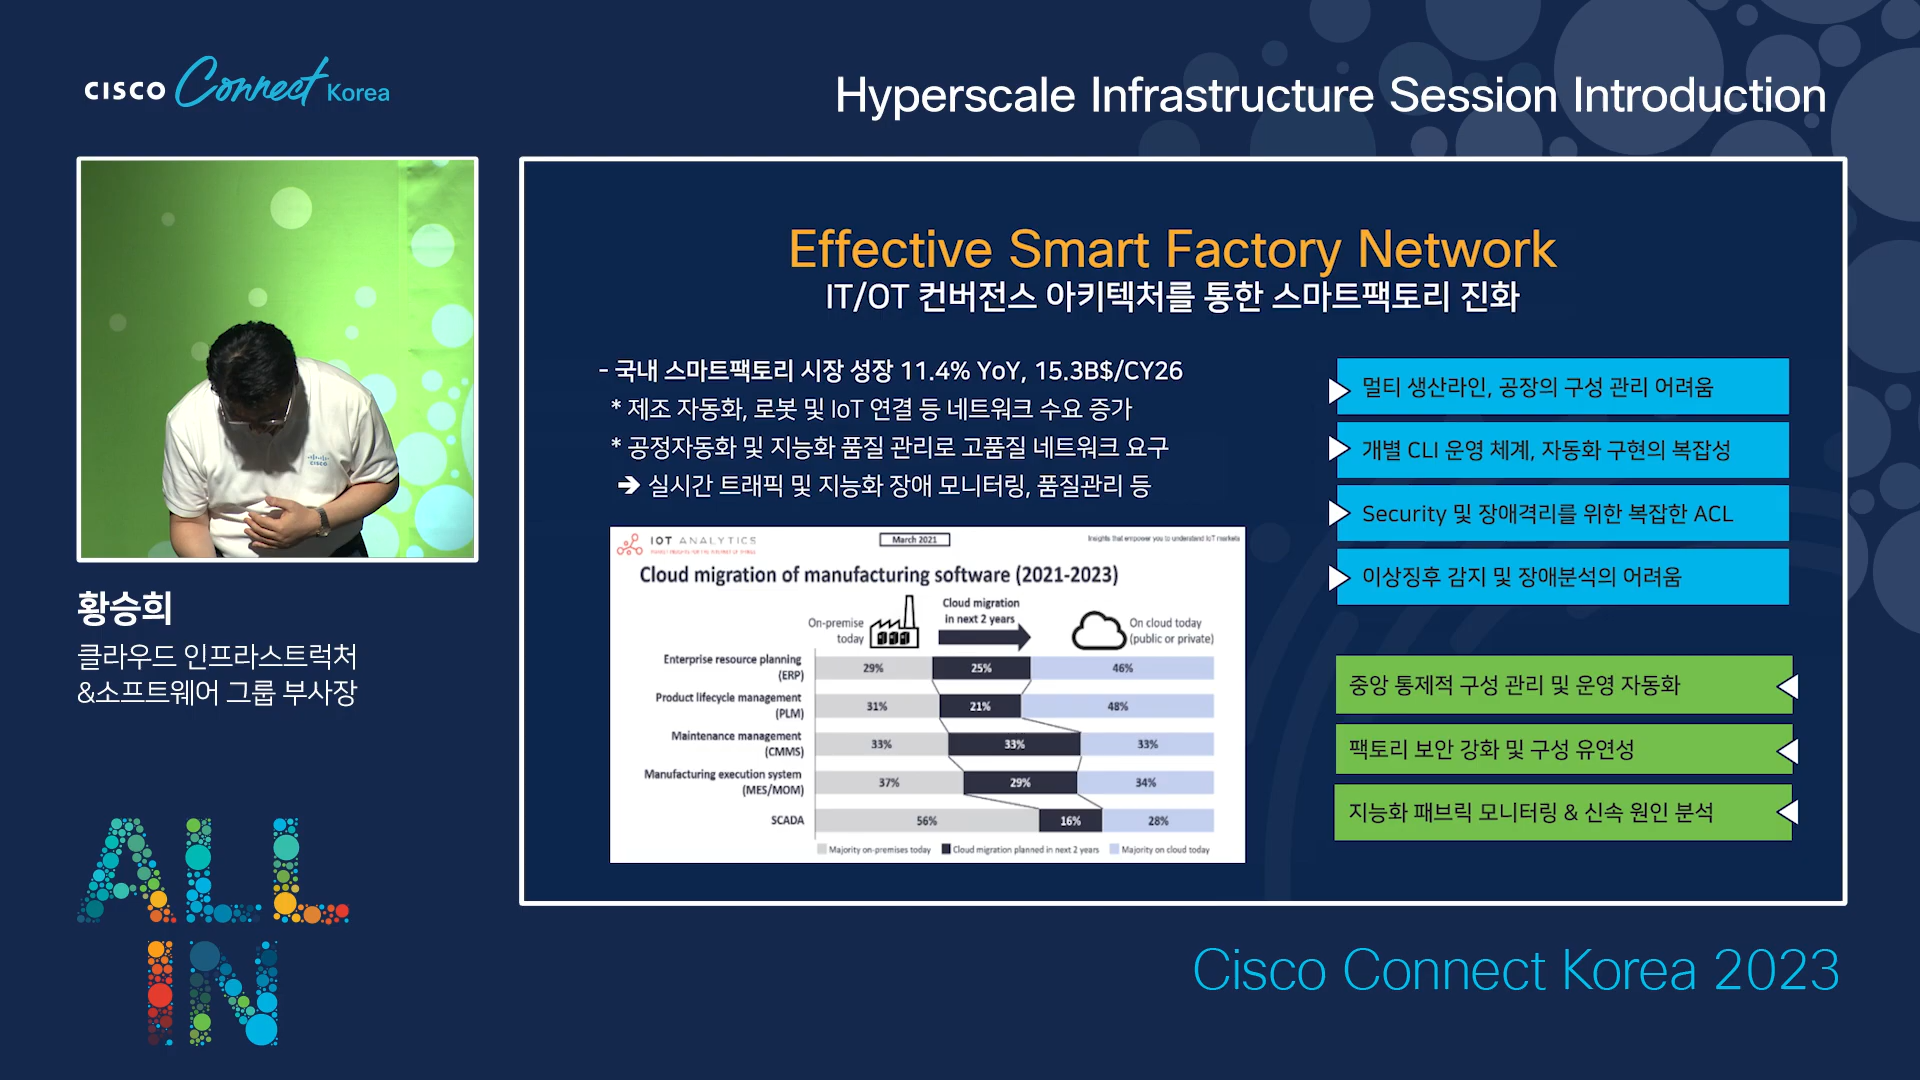 CISCO Connect Korea
Hyperscale Infrastructure Session Introduction
CISCO
황승희
클라우드 인프라스트럭처
&소프트웨어 그룹 부사장
ALL
IN
Effective Smart Factory Network
IT/OT 컨버전스 아키텍처를 통한 스마트팩토리 진화
- 국내 스마트팩토리 시장 성장 11.4% YoY, 15.3B$/CY26
* 제조 자동화, 로봇 및 IoT 연결 등 네트워크 수요 증가
* 공정자동화 및 지능화 품질 관리로 고품질 네트워크 요구
➔ 실시간 트래픽 및 지능화 장애 모니터링, 품질관리 등
IOT ANALYTICS
March 2021
Insights that empower you to understand IoT markets
Cloud migration of manufacturing software (2021-2023)
On-premise
today
Cloud migration
in next 2 years
On cloud today
(public or private)
Enterprise resource planning
(ERP)
29% 25% 46%
Product lifecycle management
(PLM)
31% 21% 48%
Maintenance management
(CMMS)
33% 33% 33%
Manufacturing execution system
(MES/MOM)
37% 29% 34%
SCADA
56% 16% 28%
Majority on-premises today Cloud migration planned in next 2 years Majority on cloud today
멀티 생산라인, 공장의 구성 관리 어려움
개별 CLI 운영 체계, 자동화 구현의 복잡성
Security 및 장애격리를 위한 복잡한 ACL
이상징후 감지 및 장애분석의 어려움
중앙 통제적 구성 관리 및 운영 자동화
팩토리 보안 강화 및 구성 유연성
지능화 패브릭 모니터링 & 신속 원인 분석
Cisco Connect Korea 2023